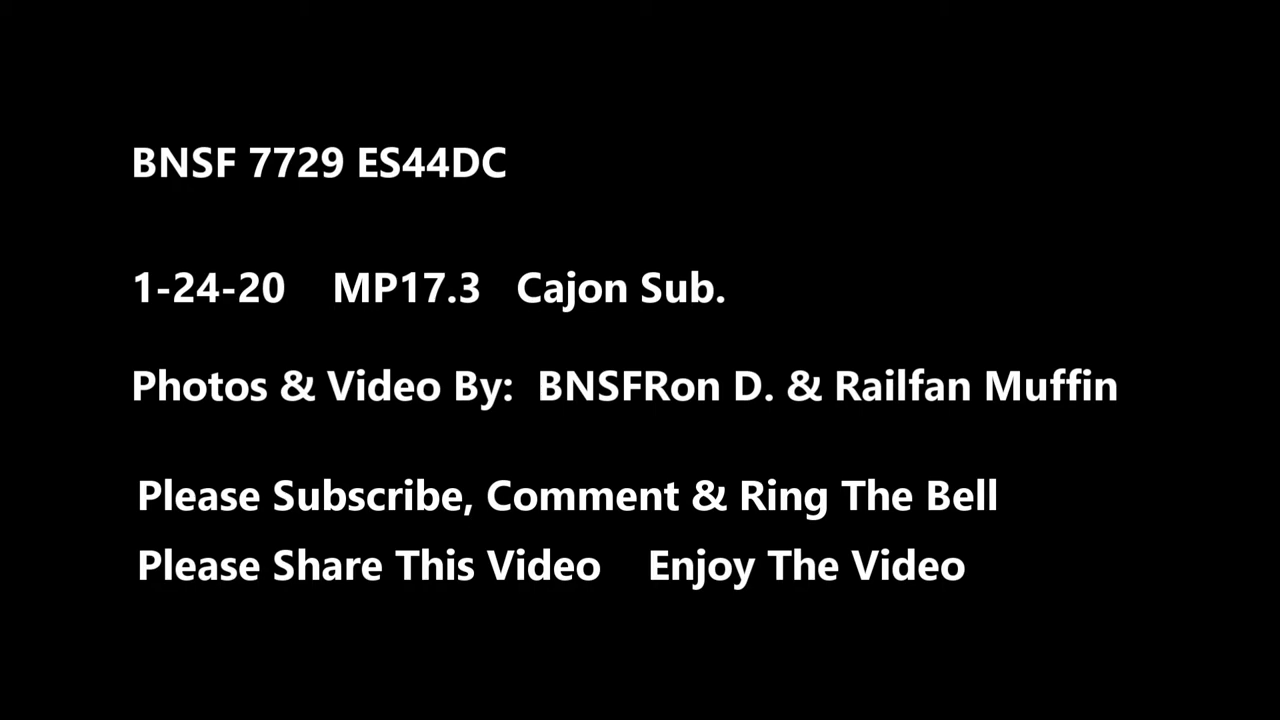 BNSF 7729 ES44DC
1-24-20 MP17.3 Cajon Sub.
Photos & Video By: BNSFRon D. & Railfan Muffin
Please Subscribe, Comment & Ring The Bell
Please Share This Video Enjoy The Video